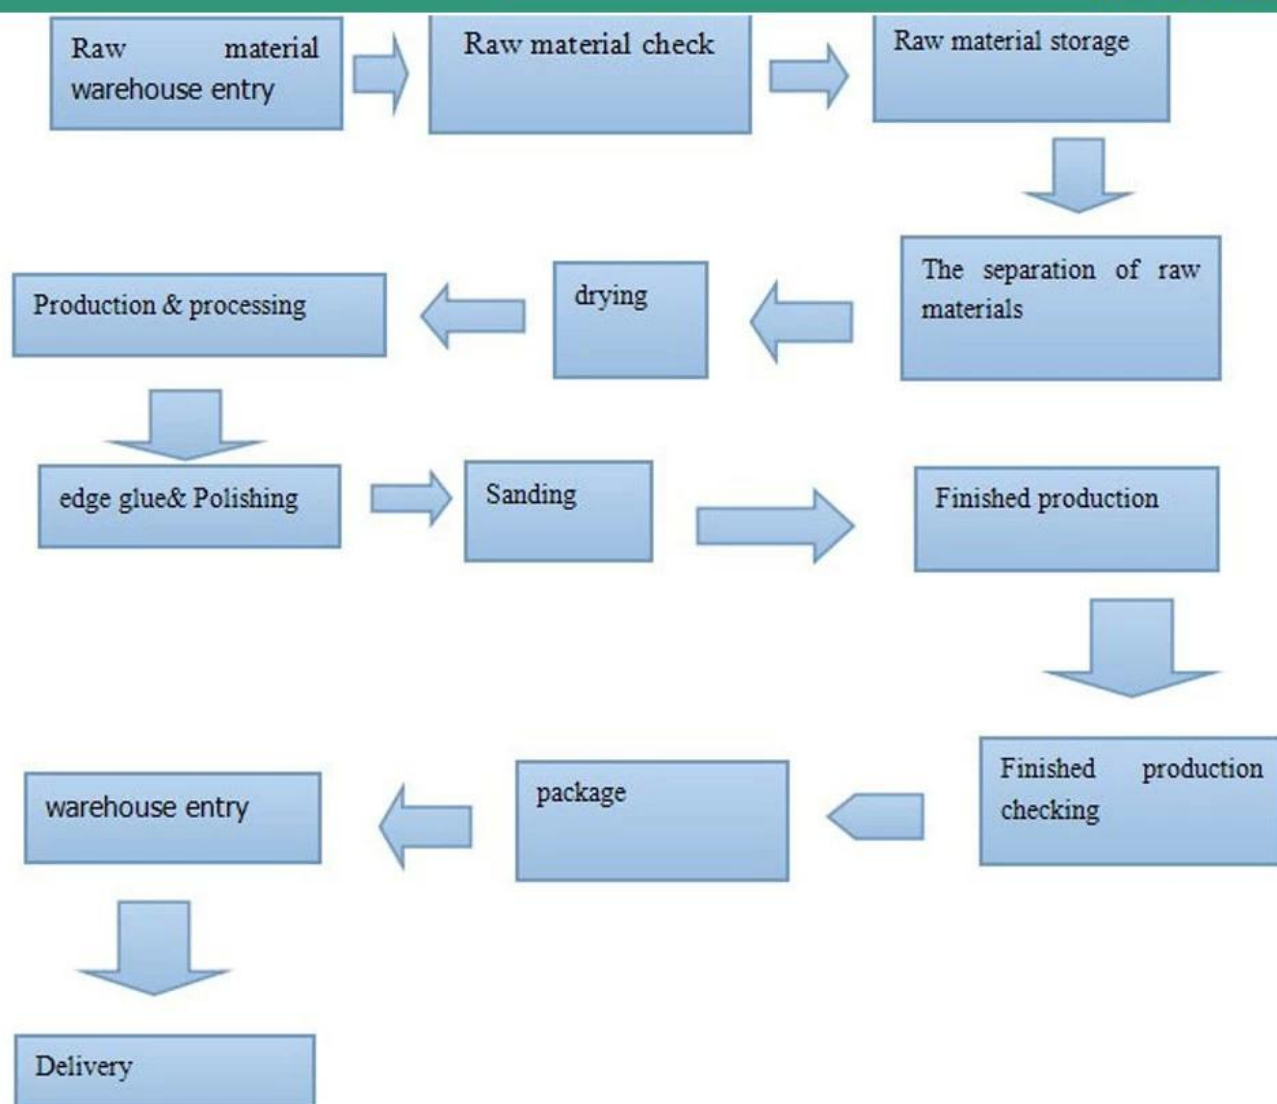 Raw material
warehouse entry
Raw material check
Raw material storage
The separation of raw
materials
drying
Production & processing
edge glue& Polishing
Sanding
Finished production
Finished production
checking
package
warehouse entry
Delivery